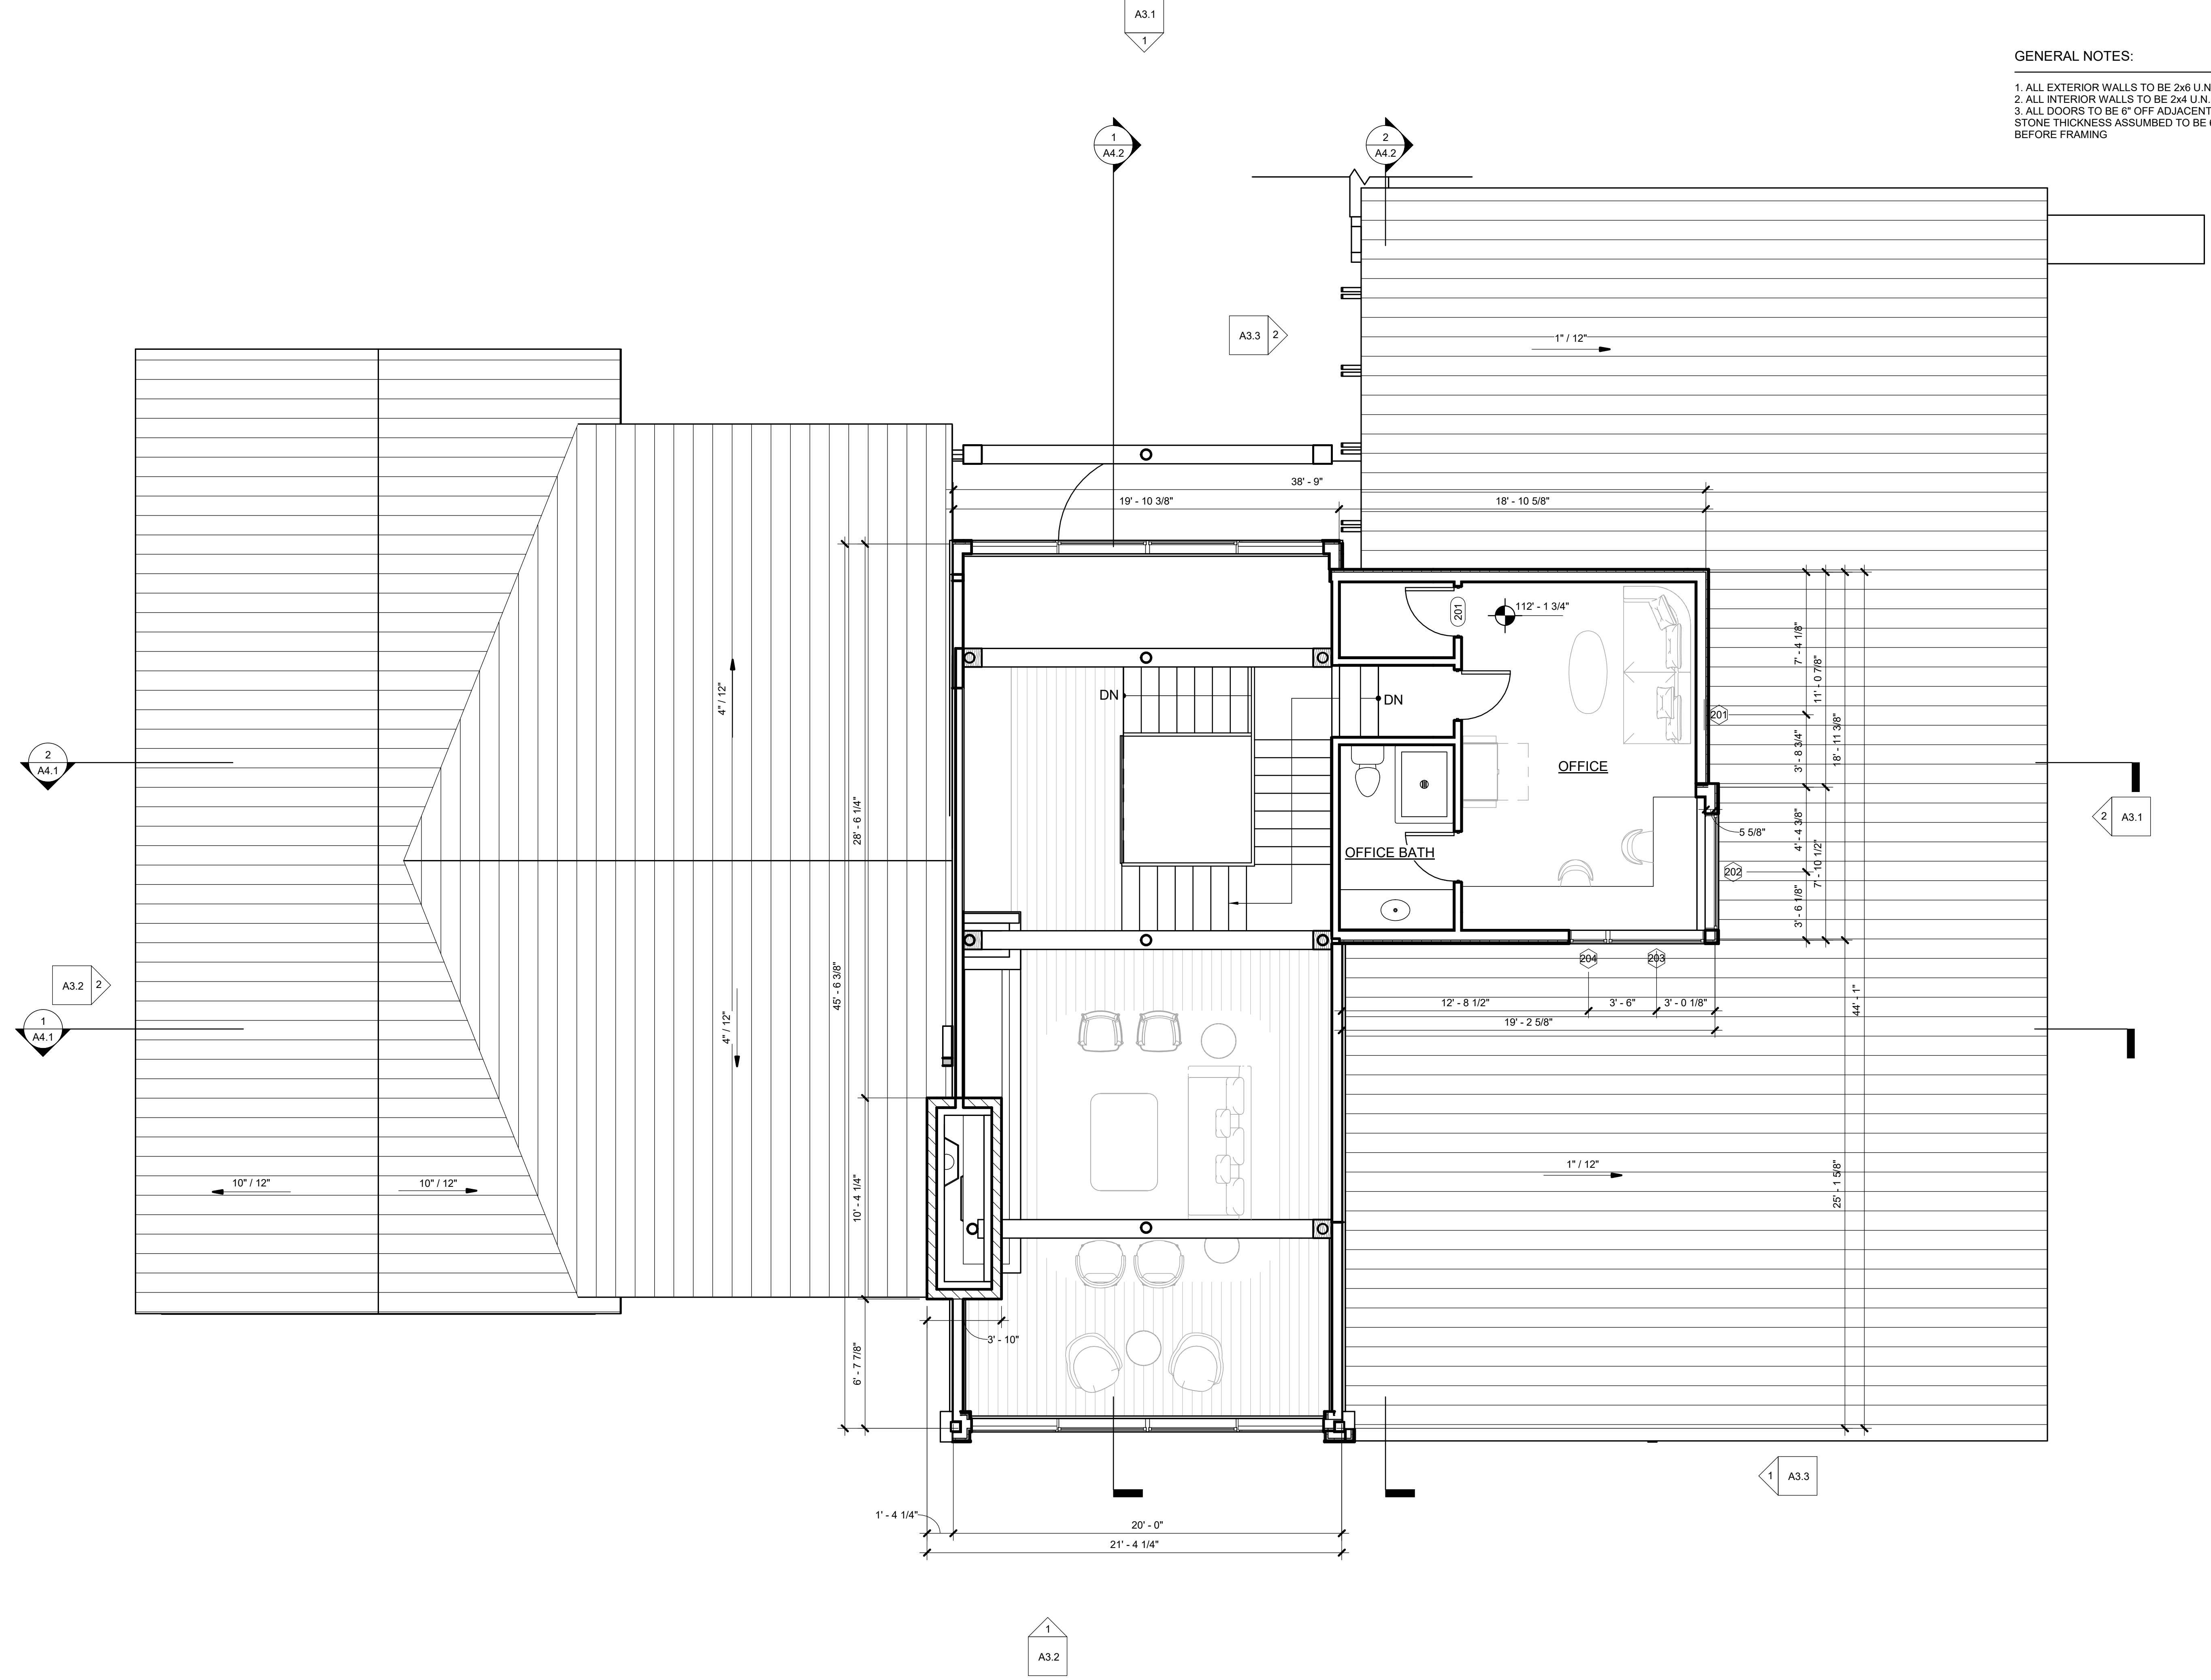 A3.1
1
GENERAL NOTES:
1. ALL EXTERIOR WALLS TO BE 2x6 U.N
2. ALL INTERIOR WALLS TO BE 2x4 U.N.
3. ALL DOORS TO BE 6" OFF ADJACENT
STONE THICKNESS ASSUMBED TO BE
BEFORE FRAMING
1
A4.2
2
A4.2
A3.3 2
1" / 12"
38' - 9"
19' - 10 3/8"
18' - 10 5/8"
201
112' - 1 3/4"
7' - 4 1/8"
11' - 0 7/8"
4" / 12"
DN
DN
201
18' - 11 3/8"
3' - 8 3/4"
2
A4.1
OFFICE
28' - 6 1/4"
2 A3.1
5 5/8"
4' - 4 3/8"
7' - 10 1/2"
OFFICE BATH
202
3' - 6 1/8"
204
203
45' - 6 3/8"
A3.2 2
12' - 8 1/2"
3' - 6"
3' - 0 1/8"
44' - 1"
19' - 2 5/8"
1
A4.1
4" / 12"
1" / 12"
10" / 12"
10" / 12"
10' - 4 1/4"
25' - 1 5/8"
3' - 10"
6' - 7 7/8"
1 A3.3
1' - 4 1/4"
20' - 0"
21' - 4 1/4"
1
A3.2